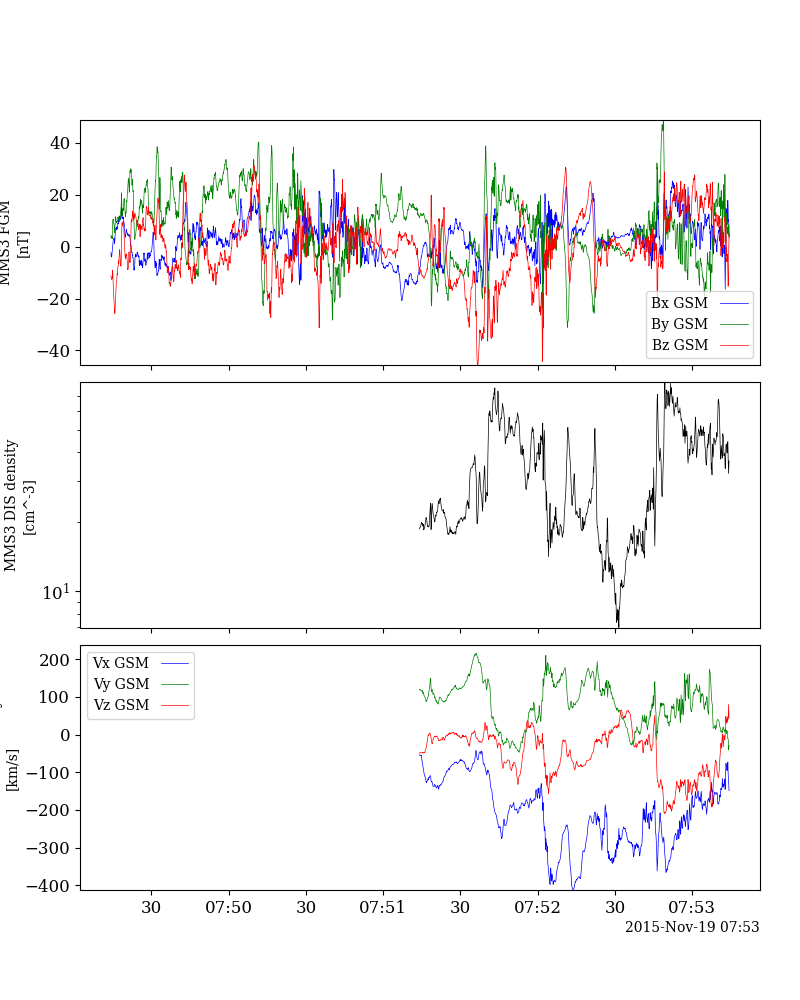 40
20
0
−20
−40
MMS3 FGM
[nT]
Bx GSM
By GSM
Bz GSM
10¹
MMS3 DIS density
[cm^-3]
200
100
0
−100
−200
−300
−400
[km/s]
Vx GSM
Vy GSM
Vz GSM
30 07:50 30 07:51 30 07:52 30 07:53
2015-Nov-19 07:53